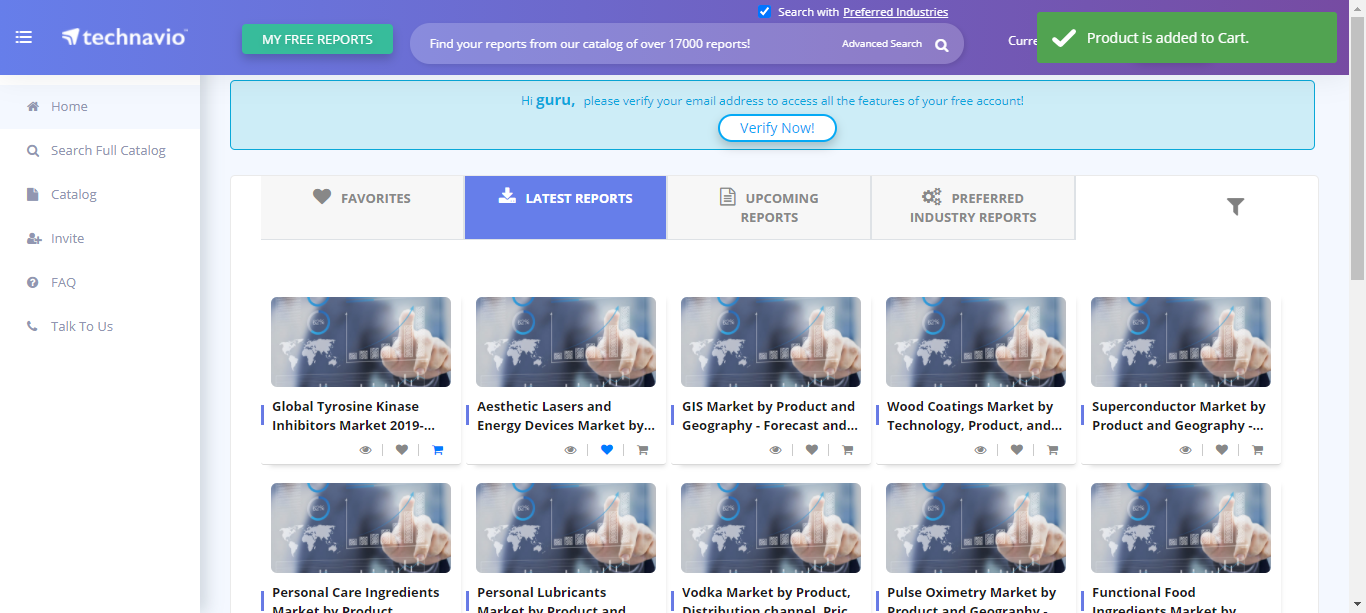 Search with Preferred Industries
technavio
MY FREE REPORTS
Find your reports from our catalog of over 17000 reports!
Advanced Search
Curre
Product is added to Cart.
Home
Search Full Catalog
Catalog
Invite
FAQ
Talk To Us
Hi guru, please verify your email address to access all the features of your free account!
Verify Now!
FAVORITES
LATEST REPORTS
UPCOMING
REPORTS
PREFERRED
INDUSTRY REPORTS
Global Tyrosine Kinase
Inhibitors Market 2019-...
Aesthetic Lasers and
Energy Devices Market by...
GIS Market by Product and
Geography - Forecast and...
Wood Coatings Market by
Technology, Product, and...
Superconductor Market by
Product and Geography -...
Personal Care Ingredients
Market by Product
Personal Lubricants
Market by Product and
Vodka Market by Product,
Distribution channel, Pric
Pulse Oximetry Market by
Product and Geography -
Functional Food
Ingredients Market by